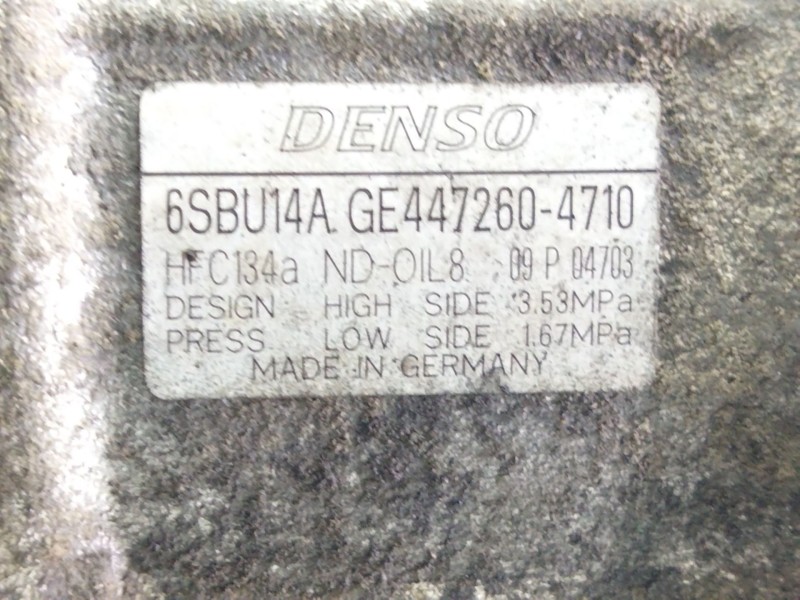 DENSO
6SBU14A GE447260-4710
HFC134a ND-OIL8 09 P 04703
DESIGN HIGH SIDE 3.53MPa
PRESS LOW SIDE 1.67MPa
MADE IN GERMANY